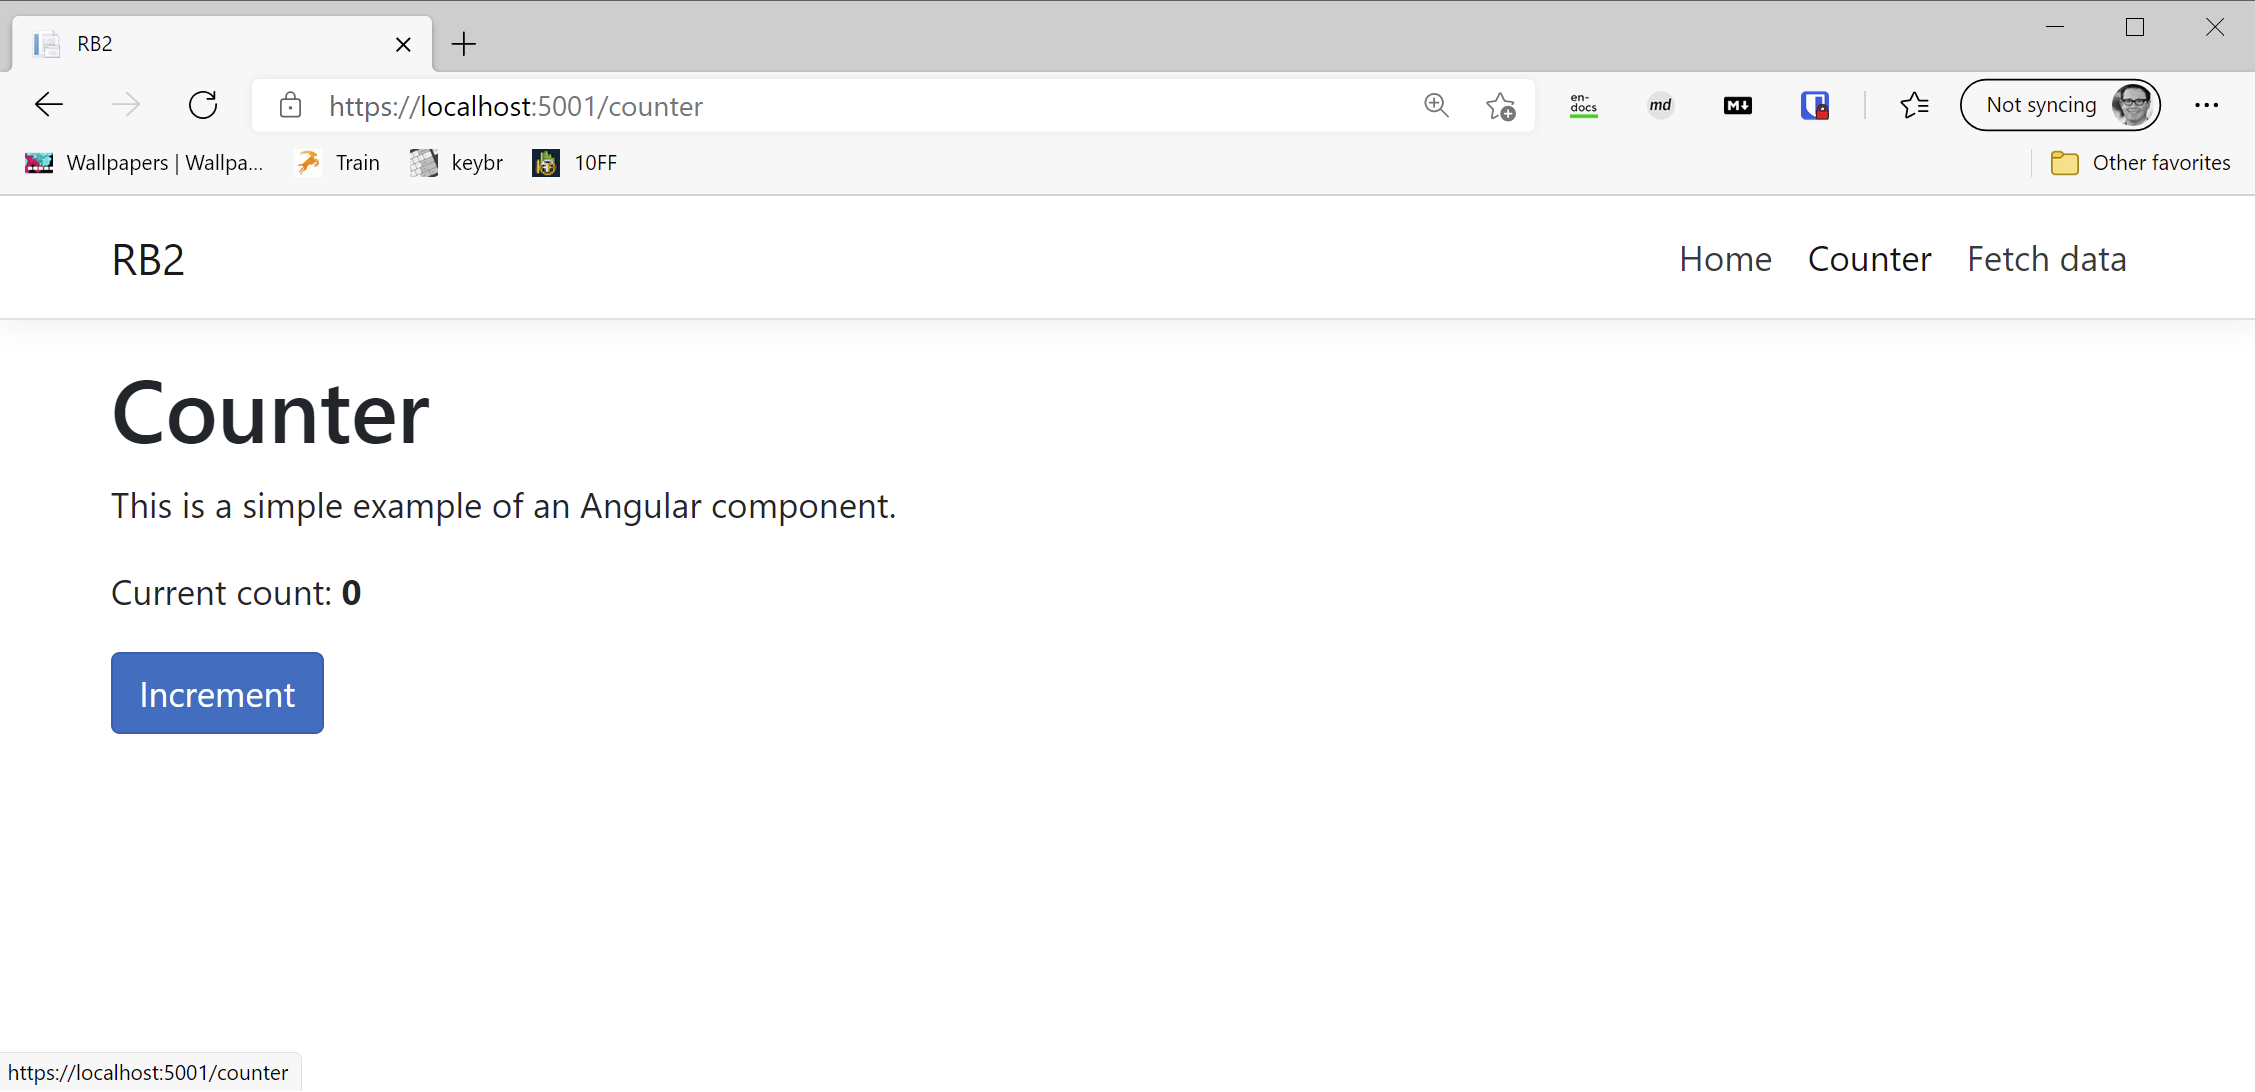 RB2
https://localhost:5001/counter
en-docs
md
M
Not syncing
Wallpapers | Wallpa...
Train
keybr
10FF
Other favorites
RB2
Home
Counter
Fetch data
Counter
This is a simple example of an Angular component.
Current count: 0
Increment
https://localhost:5001/counter